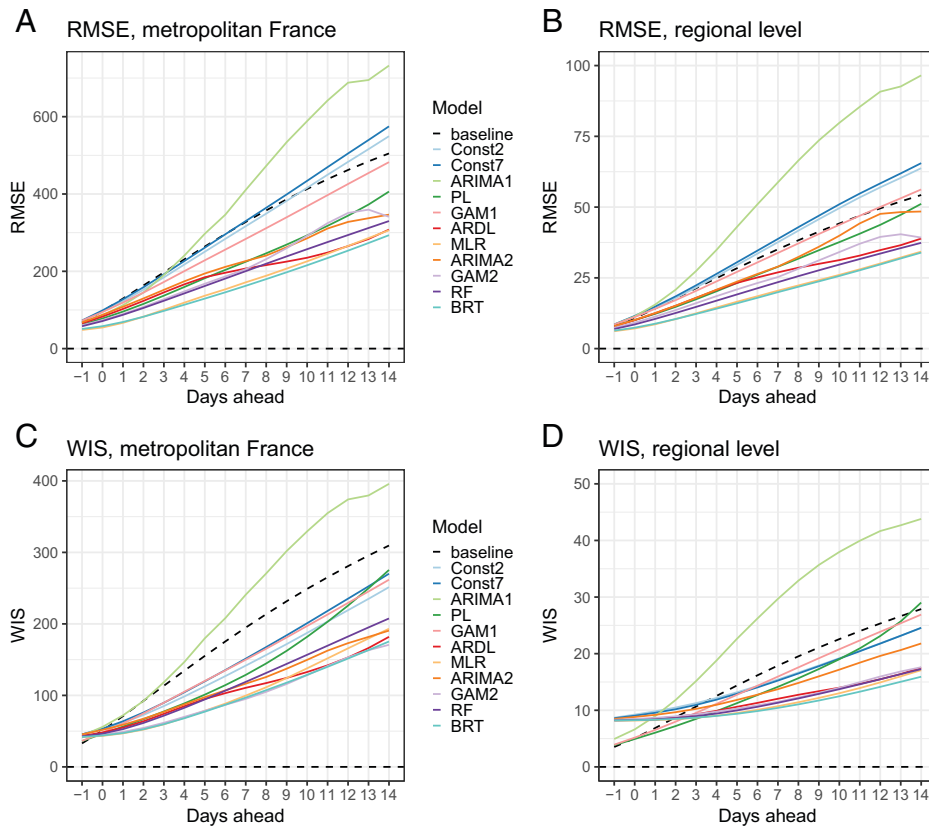 A
RMSE, metropolitan France
600
400
200
0
RMSE
−1 0 1 2 3 4 5 6 7 8 9 10 11 12 13 14
Days ahead
Model
baseline
Const2
Const7
ARIMA1
PL
GAM1
ARDL
MLR
ARIMA2
GAM2
RF
BRT
B
RMSE, regional level
100
75
50
25
0
RMSE
−1 0 1 2 3 4 5 6 7 8 9 10 11 12 13 14
Days ahead
C
WIS, metropolitan France
400
300
200
100
0
WIS
−1 0 1 2 3 4 5 6 7 8 9 10 11 12 13 14
Days ahead
Model
baseline
Const2
Const7
ARIMA1
PL
GAM1
ARDL
MLR
ARIMA2
GAM2
RF
BRT
D
WIS, regional level
50
40
30
20
10
0
WIS
−1 0 1 2 3 4 5 6 7 8 9 10 11 12 13 14
Days ahead